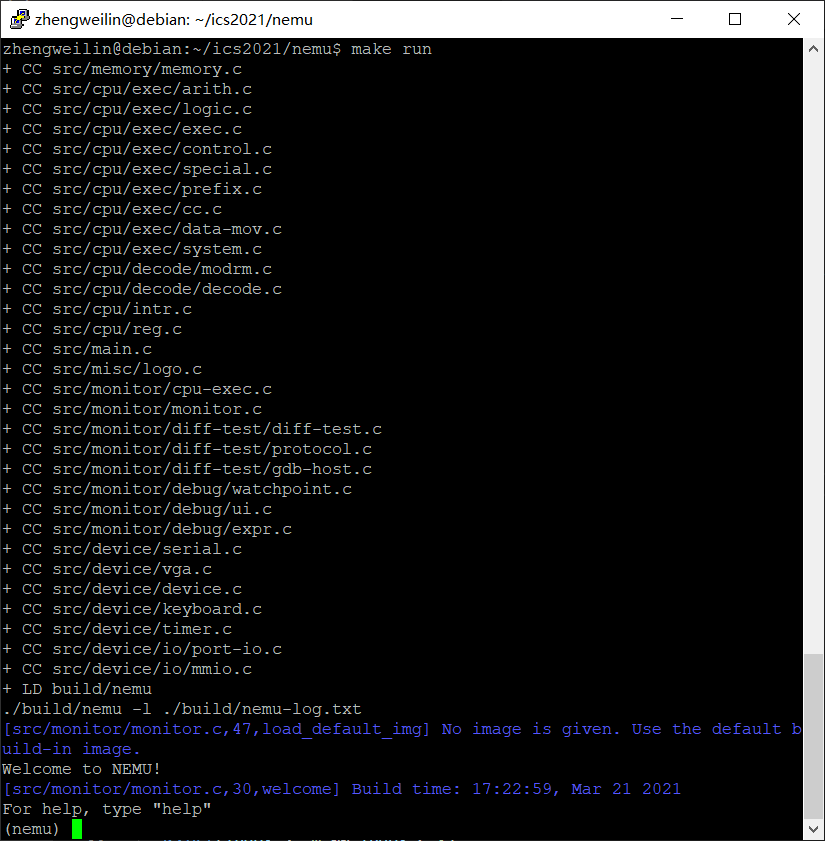 zhengweilin@debian: ~/ics2021/nemu
zhengweilin@debian:~/ics2021/nemu$ make run
+ CC src/memory/memory.c
+ CC src/cpu/exec/arith.c
+ CC src/cpu/exec/logic.c
+ CC src/cpu/exec/exec.c
+ CC src/cpu/exec/control.c
+ CC src/cpu/exec/special.c
+ CC src/cpu/exec/prefix.c
+ CC src/cpu/exec/cc.c
+ CC src/cpu/exec/data-mov.c
+ CC src/cpu/exec/system.c
+ CC src/cpu/decode/modrm.c
+ CC src/cpu/decode/decode.c
+ CC src/cpu/intr.c
+ CC src/cpu/reg.c
+ CC src/main.c
+ CC src/misc/logo.c
+ CC src/monitor/cpu-exec.c
+ CC src/monitor/monitor.c
+ CC src/monitor/diff-test/diff-test.c
+ CC src/monitor/diff-test/protocol.c
+ CC src/monitor/diff-test/gdb-host.c
+ CC src/monitor/debug/watchpoint.c
+ CC src/monitor/debug/ui.c
+ CC src/monitor/debug/expr.c
+ CC src/device/serial.c
+ CC src/device/vga.c
+ CC src/device/device.c
+ CC src/device/keyboard.c
+ CC src/device/timer.c
+ CC src/device/io/port-io.c
+ CC src/device/io/mmio.c
+ LD build/nemu
./build/nemu -l ./build/nemu-log.txt
[src/monitor/monitor.c,47,load_default_img] No image is given. Use the default b
uild-in image.
Welcome to NEMU!
[src/monitor/monitor.c,30,welcome] Build time: 17:22:59, Mar 21 2021
For help, type "help"
(nemu)